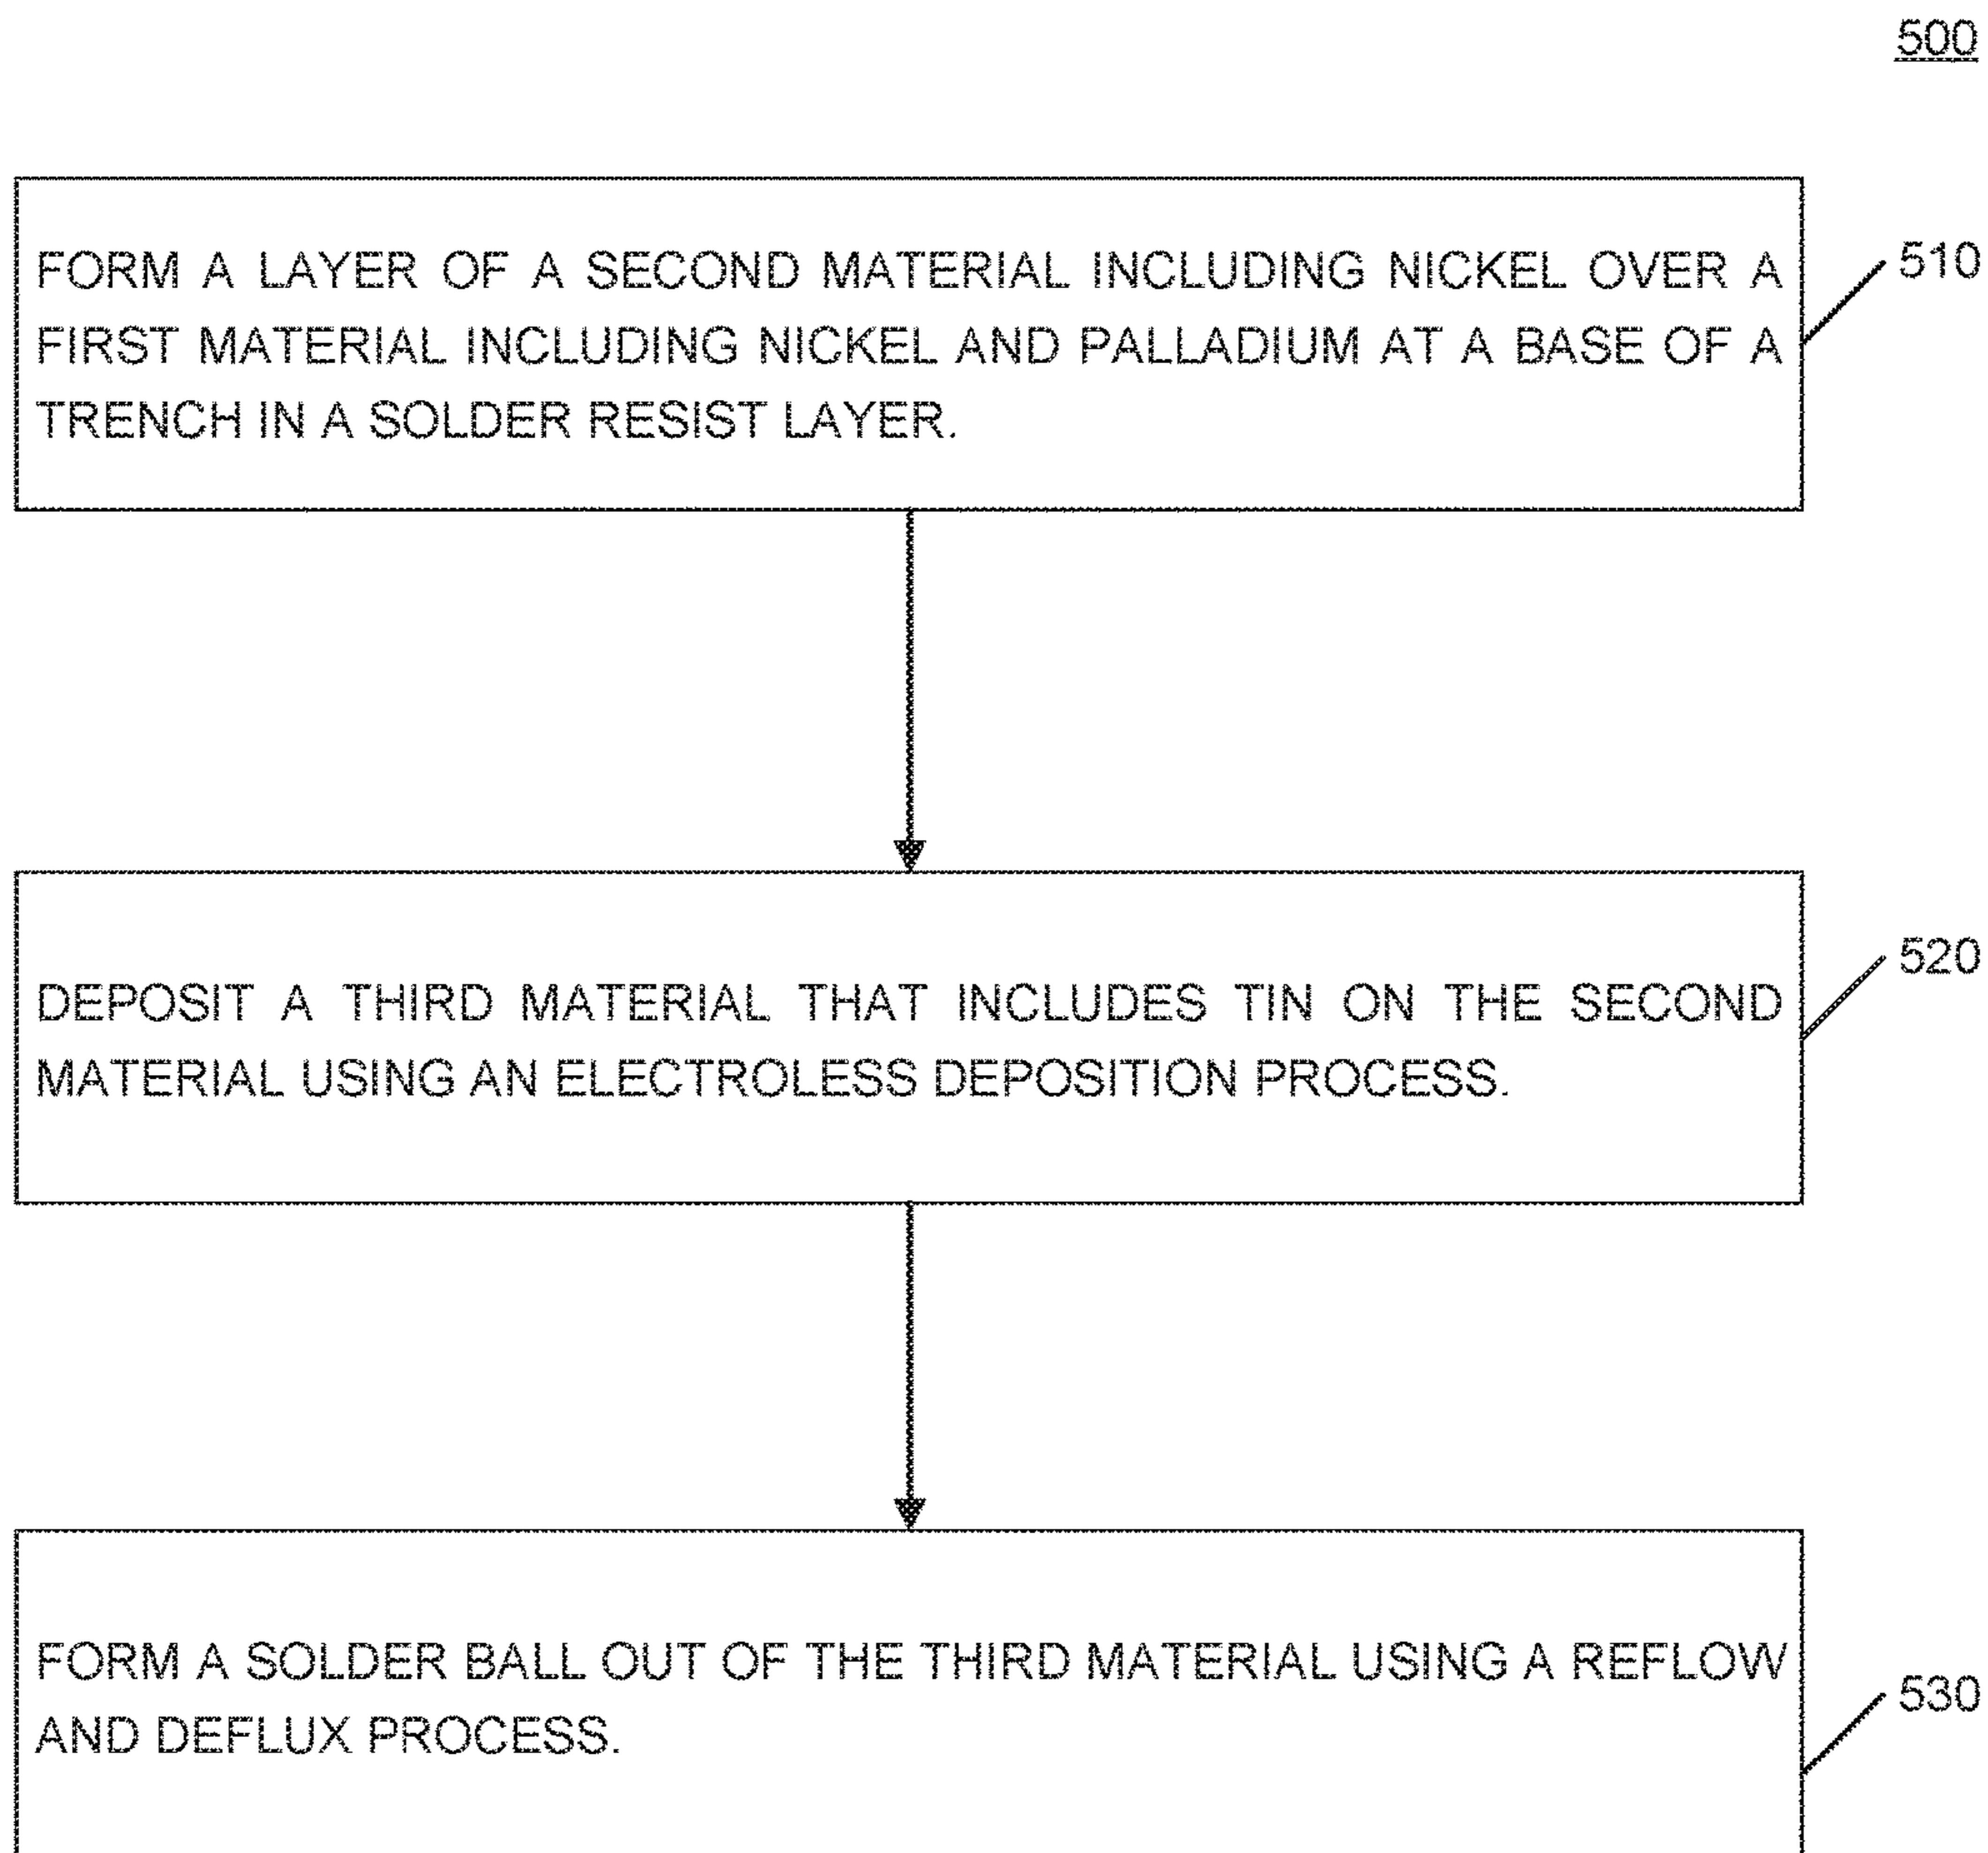 500
FORM A LAYER OF A SECOND MATERIAL INCLUDING NICKEL OVER A
FIRST MATERIAL INCLUDING NICKEL AND PALLADIUM AT A BASE OF A
TRENCH IN A SOLDER RESIST LAYER.
510
DEPOSIT A THIRD MATERIAL THAT INCLUDES TIN ON THE SECOND
MATERIAL USING AN ELECTROLESS DEPOSITION PROCESS.
520
FORM A SOLDER BALL OUT OF THE THIRD MATERIAL USING A REFLOW
AND DEFLUX PROCESS.
530